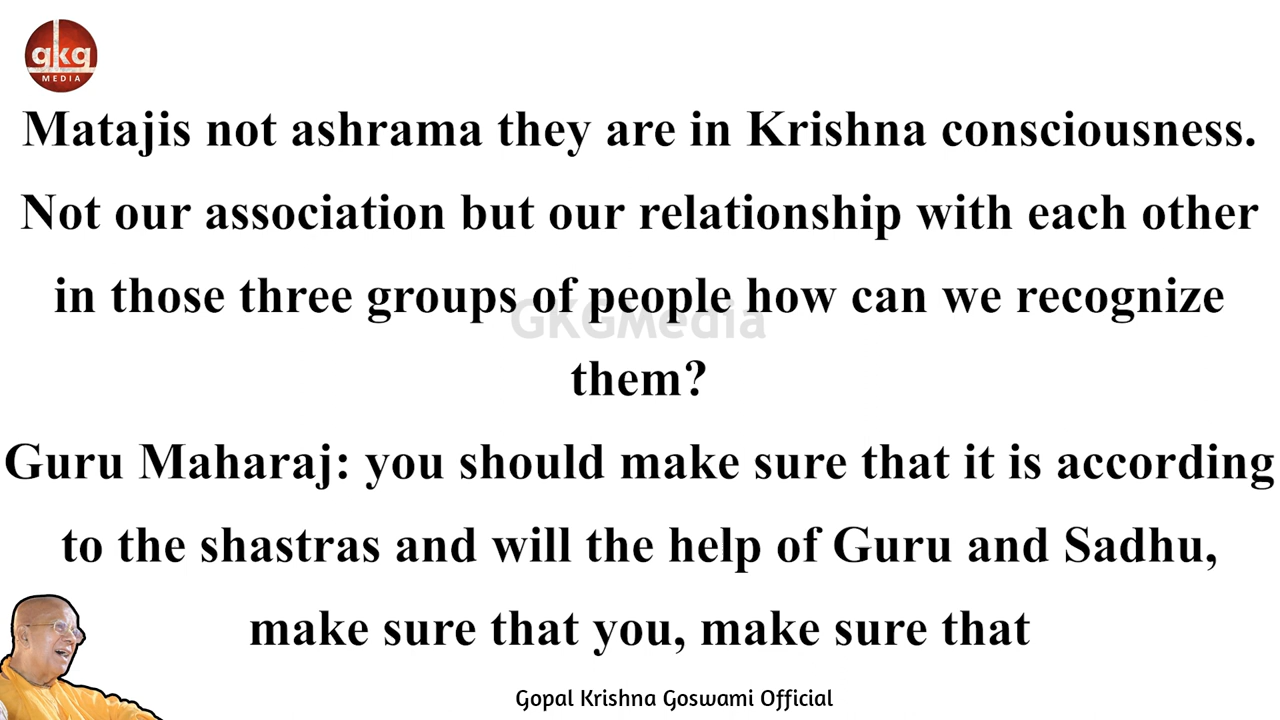 gkg
MEDIA
Matajis not ashrama they are in Krishna consciousness.
Not our association but our relationship with each other
in those three groups of people how can we recognize
GKGMedia
them?
Guru Maharaj: you should make sure that it is according
to the shastras and will the help of Guru and Sadhu,
make sure that you, make sure that
Gopal Krishna Goswami Official